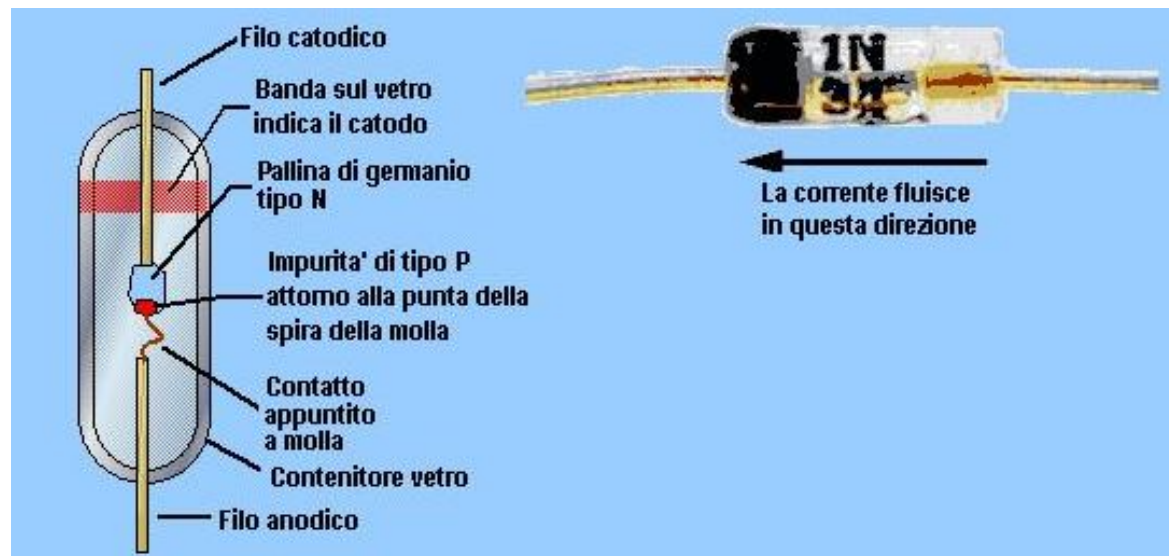 Filo catodico
Banda sul vetro
indica il catodo
Pallina di germanio
tipo N
Impurita' di tipo P
attorno alla punta della
spira della molla
Contatto
appuntito
a molla
Contenitore vetro
Filo anodico
1N
La corrente fluisce
in questa direzione